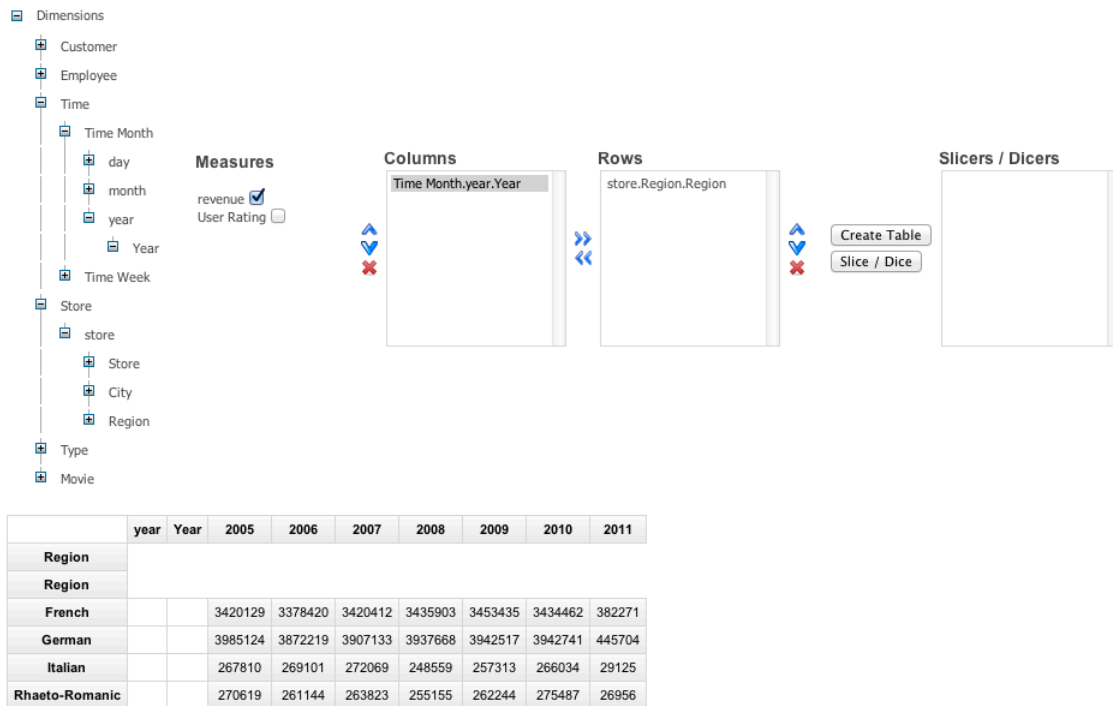 Dimensions
Customer
Employee
Time
Time Month
day
month
year
Year
Time Week
Store
store
Store
City
Region
Type
Movie
Measures
revenue
User Rating
Columns
Time Month.year.Year
Rows
store.Region.Region
Create Table
Slice / Dice
Slicers / Dicers
year Year 2005 2006 2007 2008 2009 2010 2011
Region
Region
French 3420129 3378420 3420412 3435903 3453435 3434462 382271
German 3985124 3872219 3907133 3937668 3942517 3942741 445704
Italian 267810 269101 272069 248559 257313 266034 29125
Rhaeto-Romanic 270619 261144 263823 255155 262244 275487 26956